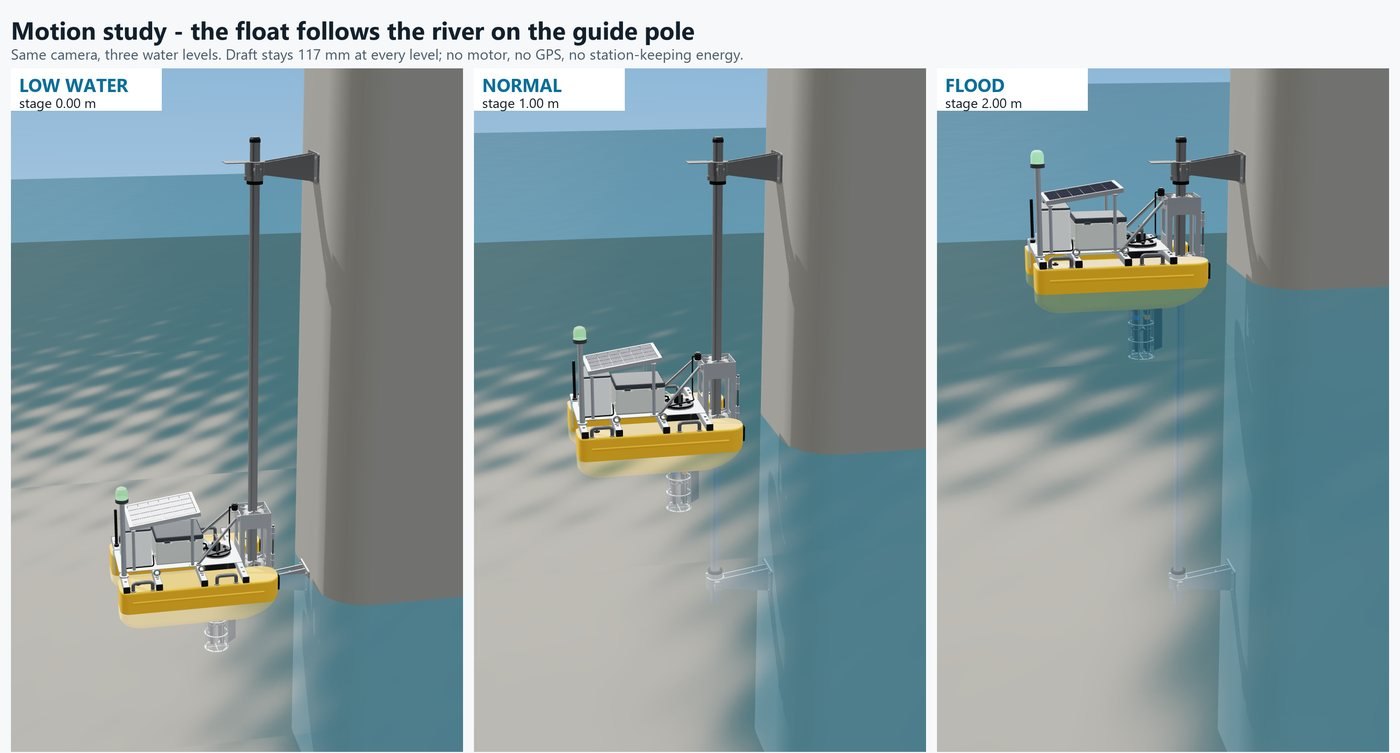 Motion study - the float follows the river on the guide pole
Same camera, three water levels. Draft stays 117 mm at every level; no motor, no GPS, no station-keeping energy.
LOW WATER
stage 0.00 m
NORMAL
stage 1.00 m
FLOOD
stage 2.00 m